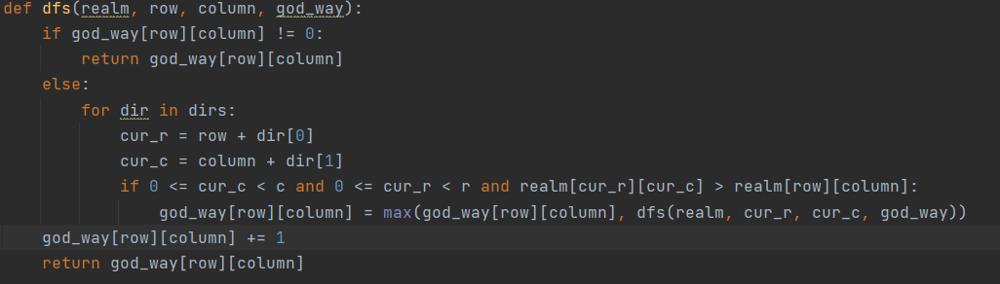 def dfs(realm, row, column, god_way):
    if god_way[row][column] != 0:
        return god_way[row][column]
    else:
        for dir in dirs:
            cur_r = row + dir[0]
            cur_c = column + dir[1]
            if 0 <= cur_c < c and 0 <= cur_r < r and realm[cur_r][cur_c] > realm[row][column]:
                god_way[row][column] = max(god_way[row][column], dfs(realm, cur_r, cur_c, god_way))
    god_way[row][column] += 1
    return god_way[row][column]